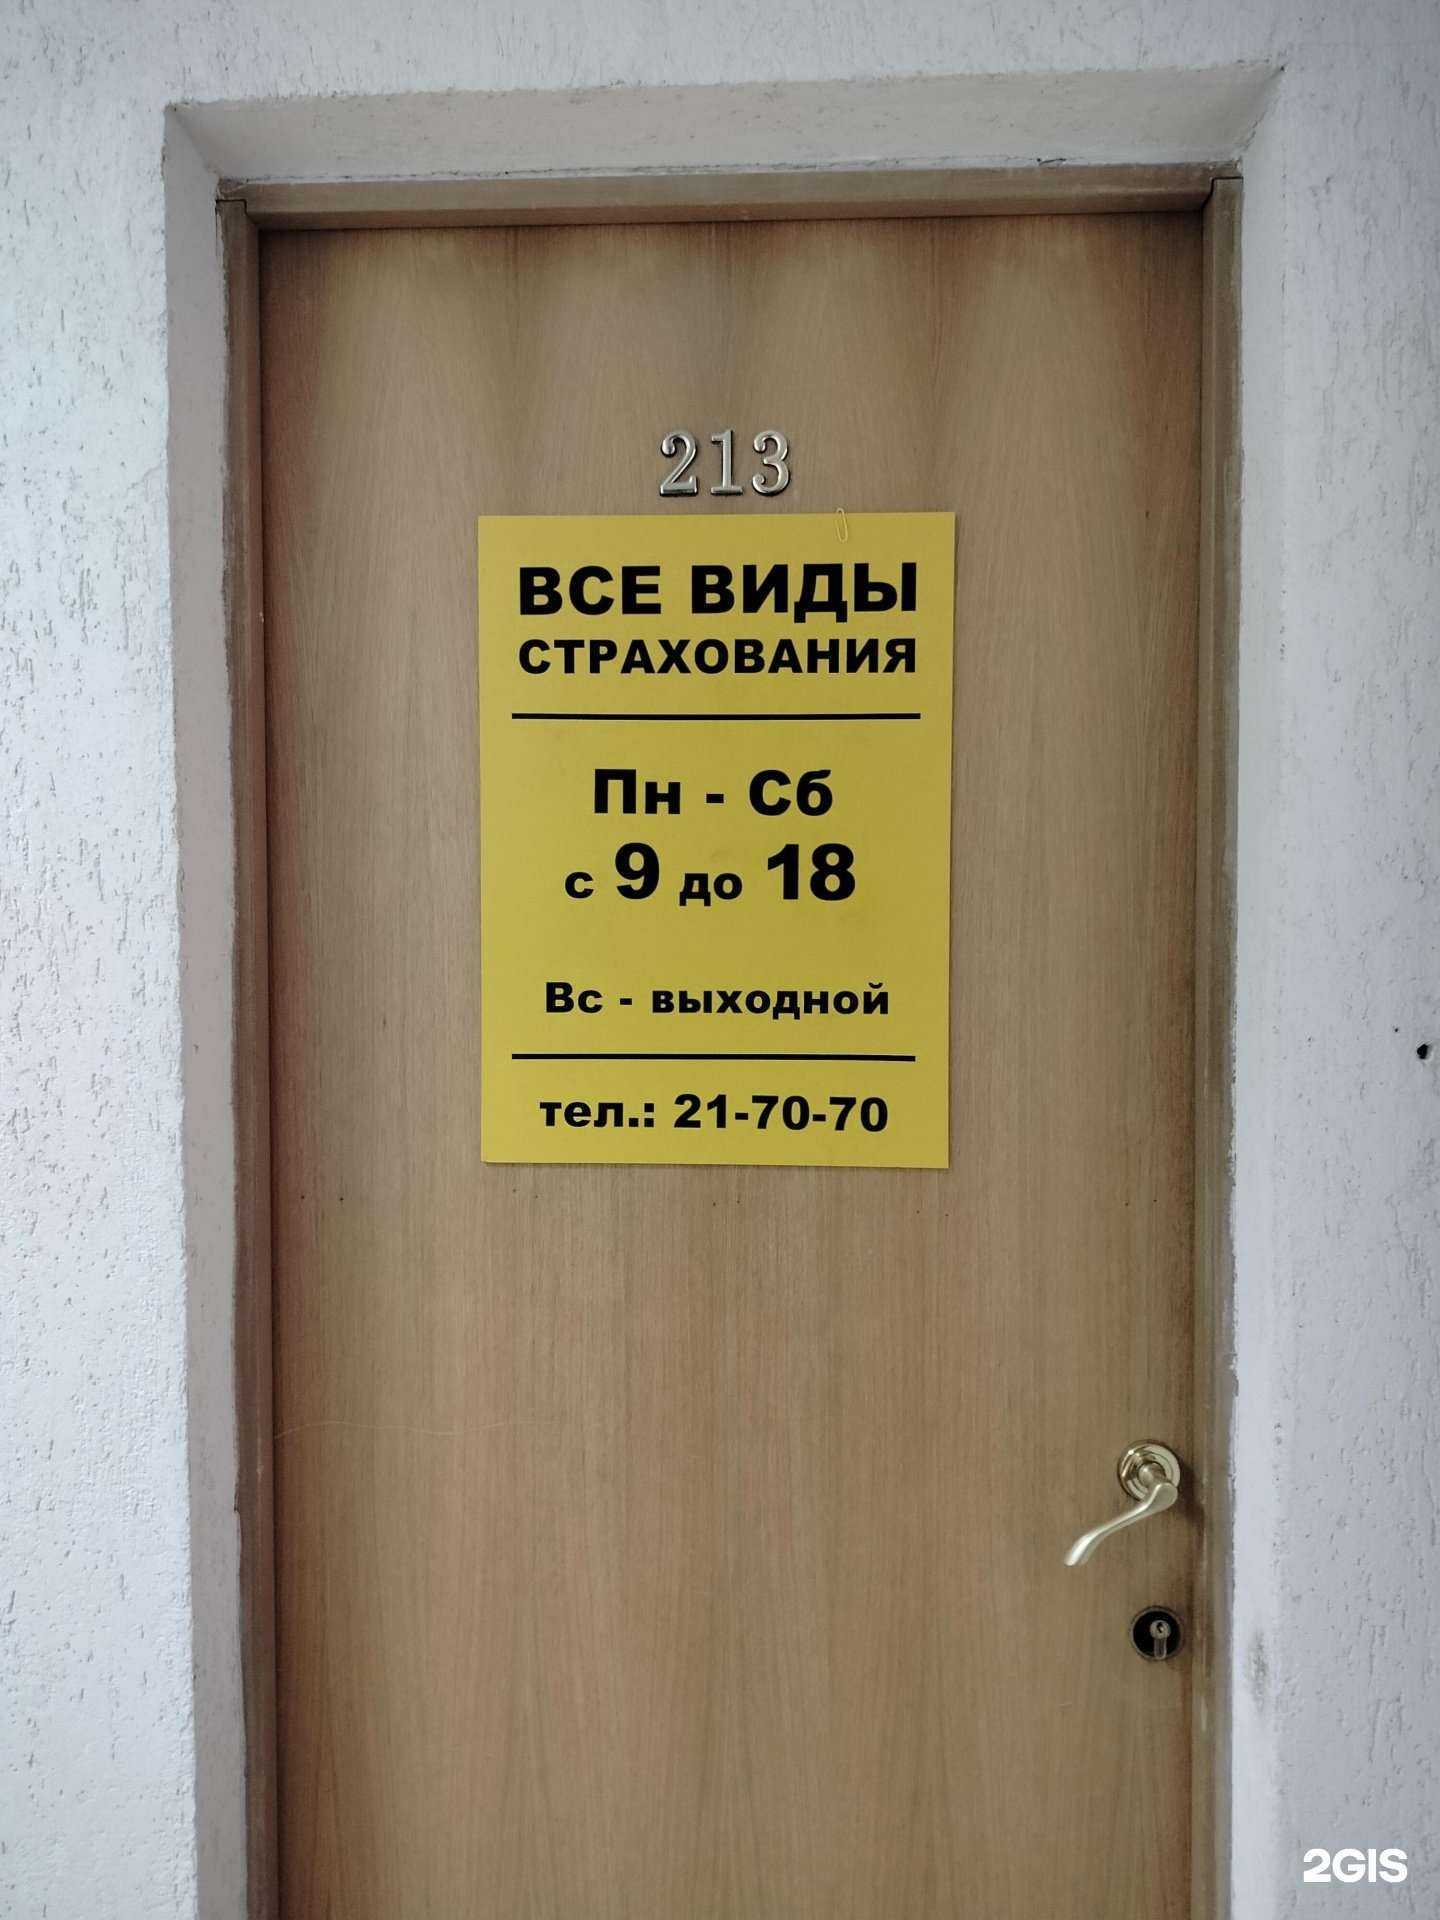 213
ВСЕ ВИДЫ
СТРАХОВАНИЯ
Пн - Сб
с 9 до 18
Вс - выходной
тел.: 21-70-70
2GIS